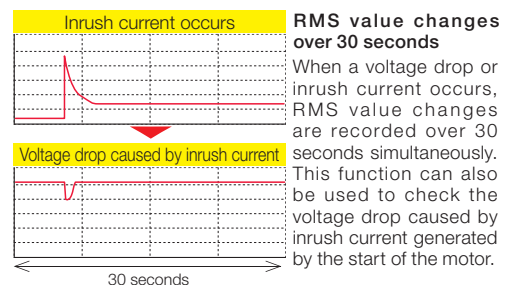 Inrush current occurs
Voltage drop caused by inrush current
30 seconds
RMS value changes
over 30 seconds
When a voltage drop or
inrush current occurs,
RMS value changes
are recorded over 30
seconds simultaneously.
This function can also
be used to check the
voltage drop caused by
inrush current generated
by the start of the motor.